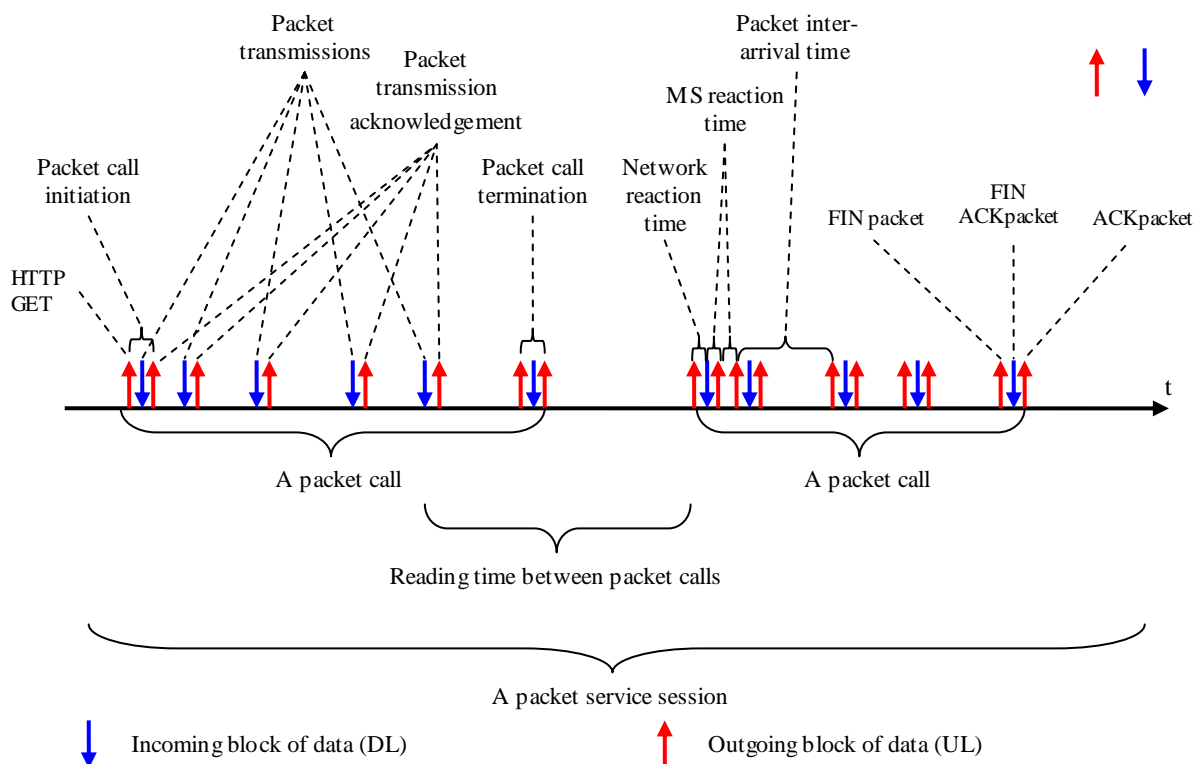 Packet
transmissions
Packet
transmission
acknowledgement
Packet inter-
arrival time
MS reaction
time
Packet call
initiation
Packet call
termination
Network
reaction
time
FIN packet
FIN
ACKpacket
ACKpacket
HTTP
GET
t
A packet call
A packet call
Reading time between packet calls
A packet service session
Incoming block of data (DL)
Outgoing block of data (UL)